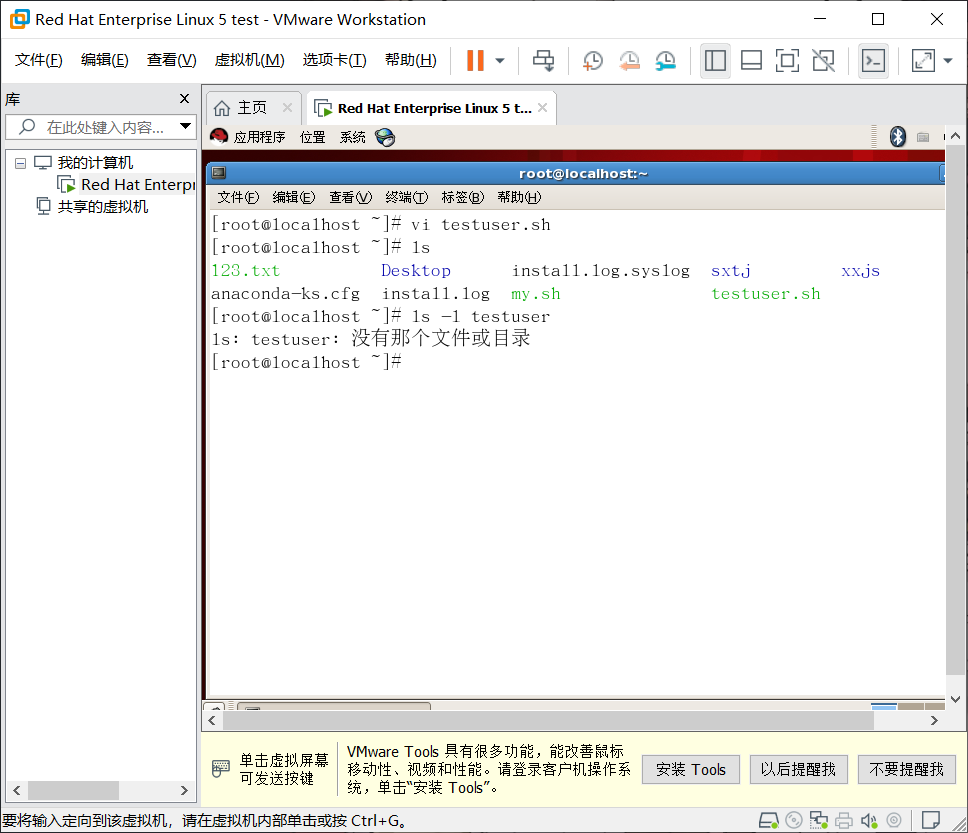 Red Hat Enterprise Linux 5 test - VMware Workstation
文件(F) 编辑(E) 查看(V) 虚拟机(M) 选项卡(T) 帮助(H)
库
在此处键入内容...
我的计算机
Red Hat Enterpr
共享的虚拟机
主页 Red Hat Enterprise Linux 5 t...
应用程序 位置 系统
root@localhost:~
文件(F) 编辑(E) 查看(V) 终端(T) 标签(B) 帮助(H)
[root@localhost ~]# vi testuser.sh
[root@localhost ~]# ls
123.txt Desktop install.log.syslog sxtj xxjs
anaconda-ks.cfg install.log my.sh testuser.sh
[root@localhost ~]# ls -l testuser
ls: testuser: 没有那个文件或目录
[root@localhost ~]#
单击虚拟屏幕
可发送按键
VMware Tools 具有很多功能，能改善鼠标
移动性、视频和性能。请登录客户机操作系
统，单击“安装 Tools”。
安装 Tools 以后提醒我 不要提醒我
要将输入定向到该虚拟机，请在虚拟机内部单击或按 Ctrl+G。